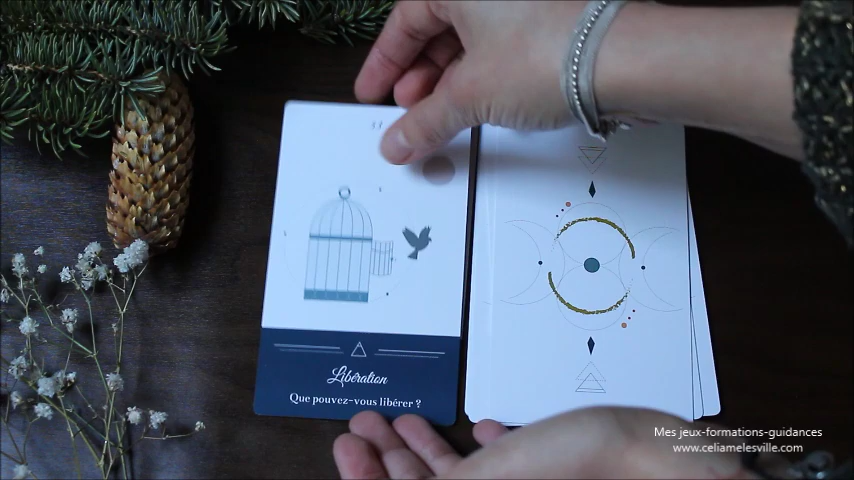 Libération
Que pouvez-vous libérer ?
Mes jeux-formations-guidances
www.celiamelesville.com